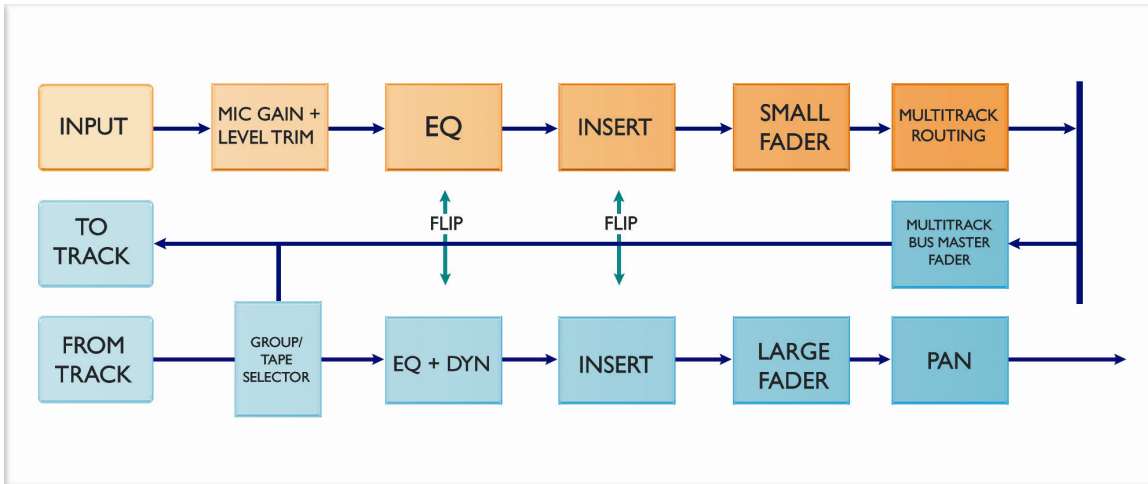 INPUT
MIC GAIN +
LEVEL TRIM
EQ
INSERT
SMALL
FADER
MULTITRACK
ROUTING
TO
TRACK
FLIP
FLIP
MULTITRACK
BUS MASTER
FADER
FROM
TRACK
GROUP/
TAPE
SELECTOR
EQ + DYN
INSERT
LARGE
FADER
PAN